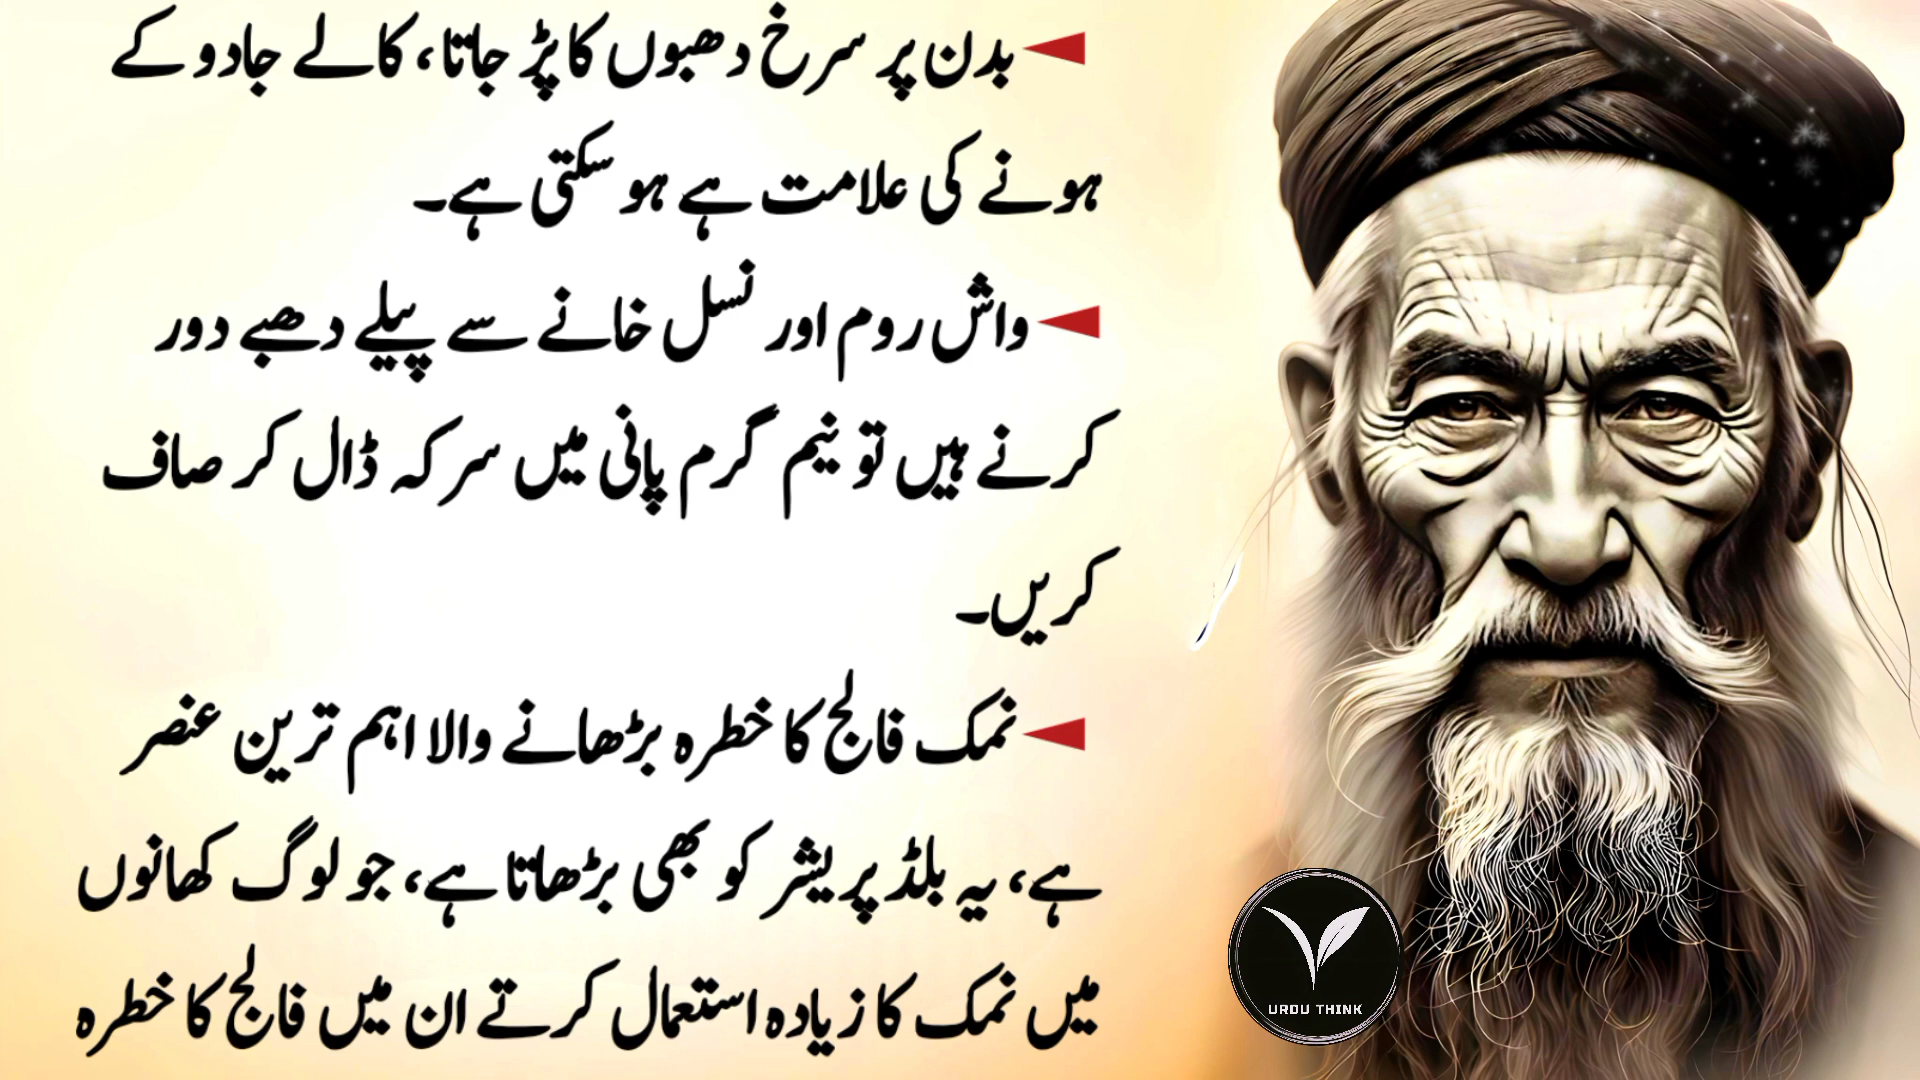 بدن پر سرخ دھبوں کا پڑ جاتا، کالے جادو کے
ہونے کی علامت ہے ہو سکتی ہے۔
واش روم اور نسل خانے سے پیلے دھبے دور
کرنے ہیں تو نیم گرم پانی میں سرکہ ڈال کر صاف
کریں۔
نمک فالج کا خطرہ بڑھانے والا اہم ترین عنصر
ہے، یہ بلڈ پریشر کو بھی بڑھاتا ہے، جو لوگ کھانوں
میں نمک کا زیادہ استعمال کرتے ان میں فالج کا خطرہ
URDU THINK